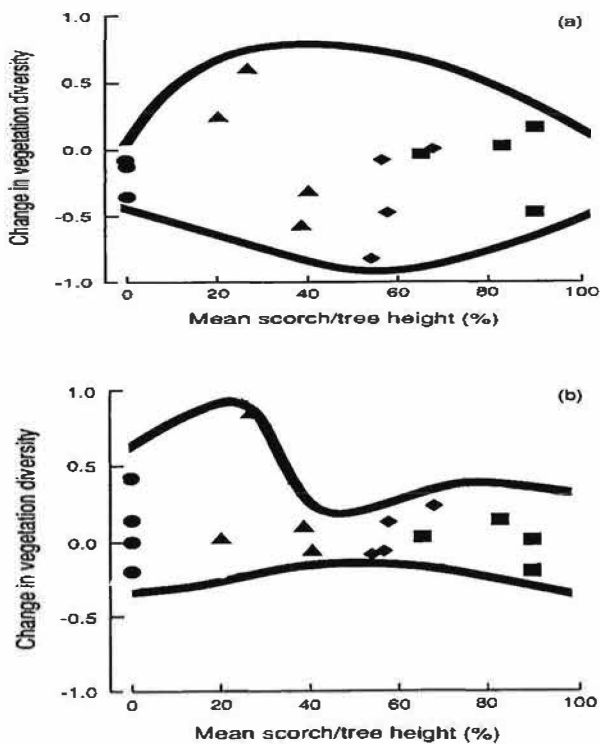 (a)
Change in vegetation diversity
1.0
0.5
0.0
-0.5
-1.0
0 20 40 60 80 100
Mean scorch/tree height (%)
(b)
Change in vegetation diversity
1.0
0.5
0.0
-0.5
-1.0
0 20 40 60 80 100
Mean scorch/tree height (%)